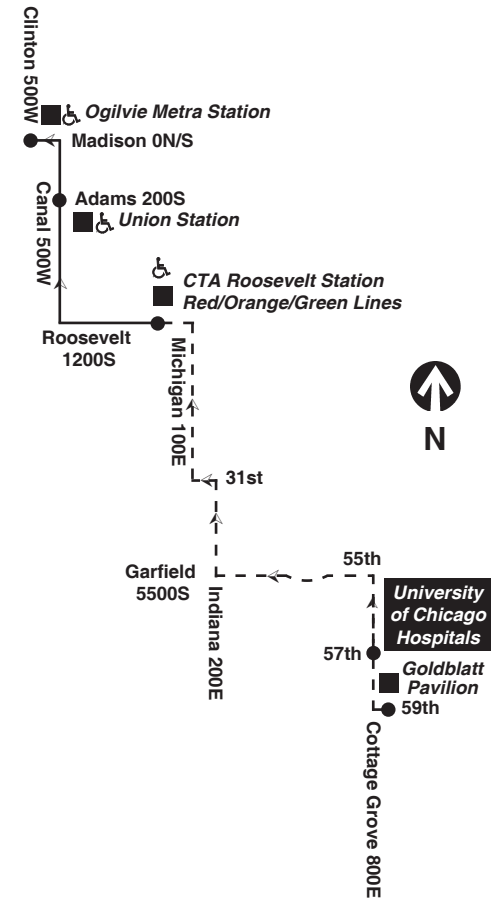 Clinton 500W
Ogilvie Metra Station
Madison 0N/S
Canal 500W
Adams 200S
Union Station
CTA Roosevelt Station
Red/Orange/Green Lines
Roosevelt
1200S
Michigan 100E
N
31st
Garfield
5500S
Indiana 200E
55th
University
of Chicago
Hospitals
57th
Goldblatt
Pavilion
59th
Cottage Grove 800E